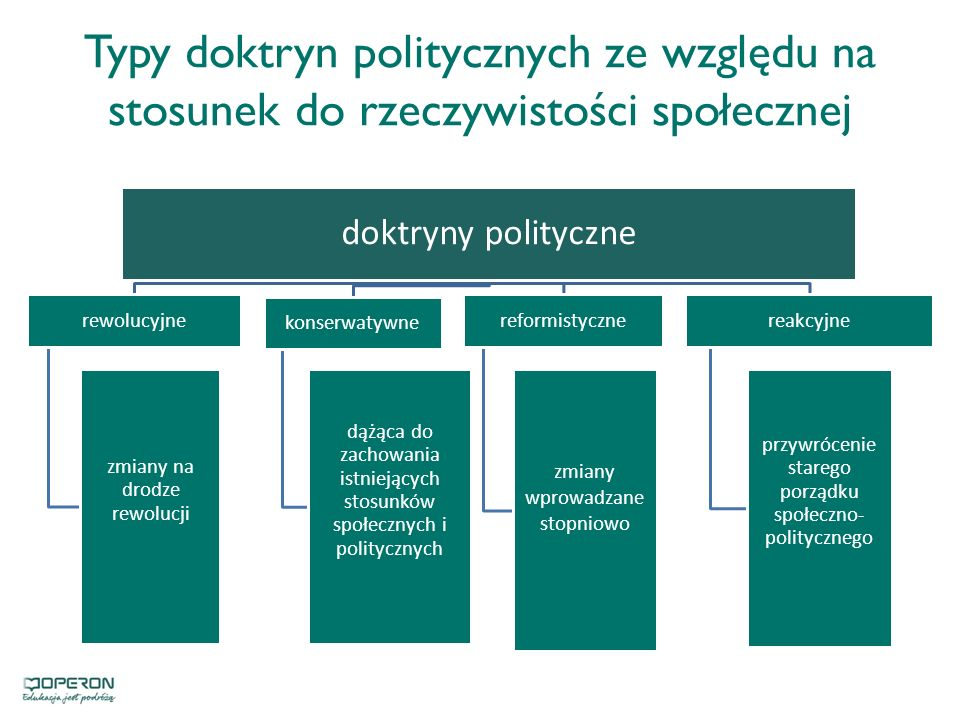 Typy doktryn politycznych ze względu na
stosunek do rzeczywistości społecznej
doktryny polityczne
rewolucyjne
konserwatywne
reformistyczne
reakcyjne
zmiany na
drodze
rewolucji
dążąca do
zachowania
istniejących
stosunków
społecznych i
politycznych
zmiany
wprowadzane
stopniowo
przywrócenie
starego
porządku
społeczno-
politycznego
OPERON
Edukacja jest podróżą